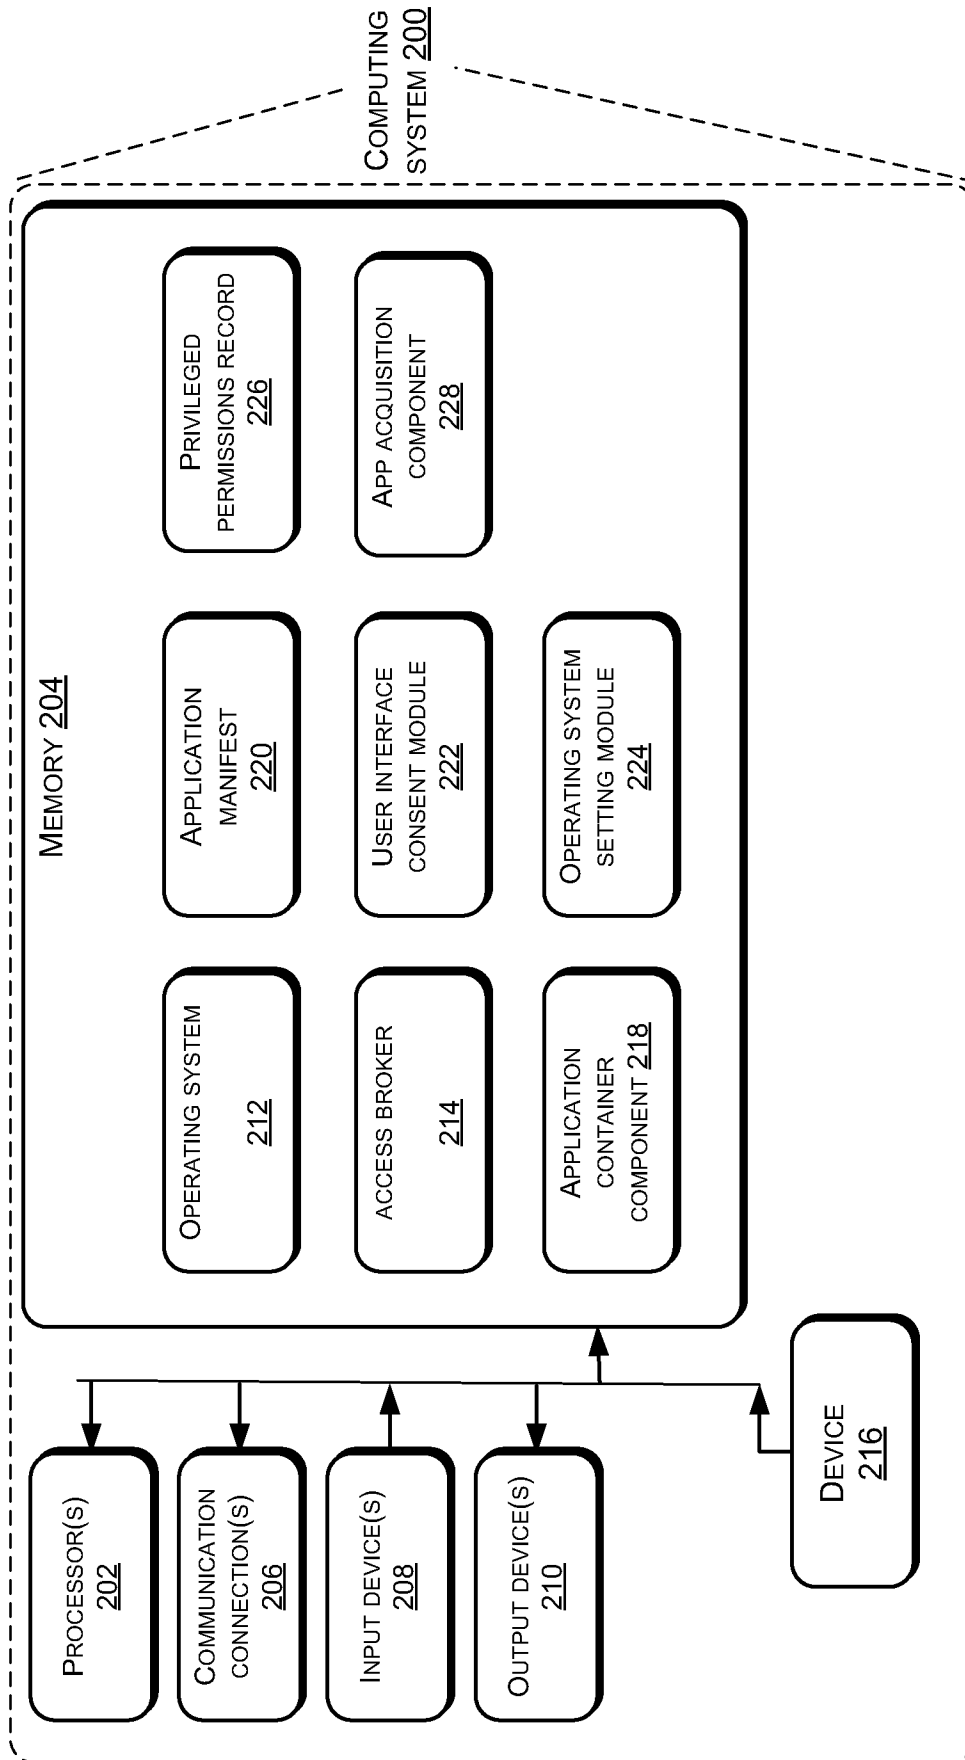 COMPUTING
SYSTEM 200
MEMORY 204
PROCESSOR(S)
202
COMMUNICATION
CONNECTION(S)
206
INPUT DEVICE(S)
208
OUTPUT DEVICE(S)
210
DEVICE
216
OPERATING SYSTEM
212
ACCESS BROKER
214
APPLICATION
CONTAINER
COMPONENT 218
APPLICATION
MANIFEST
220
USER INTERFACE
CONSENT MODULE
222
OPERATING SYSTEM
SETTING MODULE
224
PRIVILEGED
PERMISSIONS RECORD
226
APP ACQUISITION
COMPONENT
228